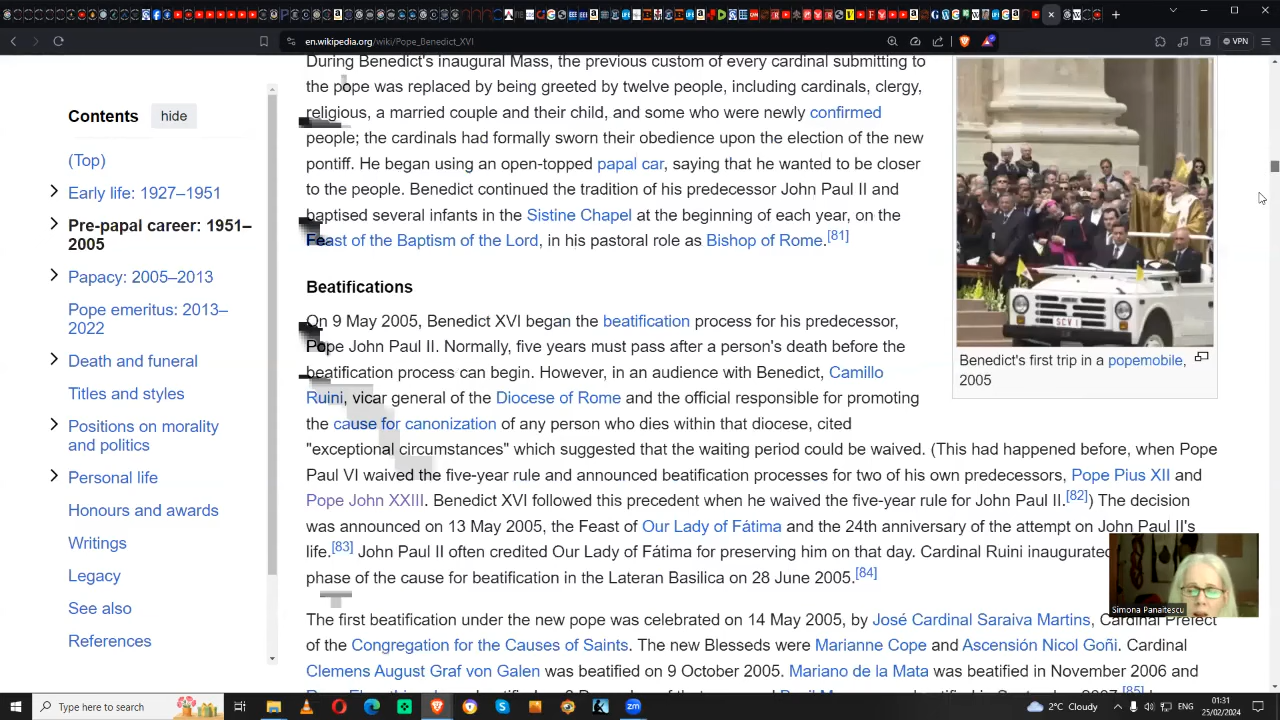 en.wikipedia.org/wiki/Pope_Benedict_XVI
VPN
Contents
hide
(Top)
Early life: 1927–1951
Pre-papal career: 1951–
2005
Papacy: 2005–2013
Pope emeritus: 2013–
2022
Death and funeral
Titles and styles
Positions on morality
and politics
Personal life
Honours and awards
Writings
Legacy
See also
References
During Benedict's inaugural Mass, the previous custom of every cardinal submitting to
the pope was replaced by being greeted by twelve people, including cardinals, clergy,
religious, a married couple and their child, and some who were newly confirmed
people; the cardinals had formally sworn their obedience upon the election of the new
pontiff. He began using an open-topped papal car, saying that he wanted to be closer
to the people. Benedict continued the tradition of his predecessor John Paul II and
baptised several infants in the Sistine Chapel at the beginning of each year, on the
Feast of the Baptism of the Lord, in his pastoral role as Bishop of Rome.[81]
SCV 1
Benedict's first trip in a popemobile,
2005
Beatifications
On 9 May 2005, Benedict XVI began the beatification process for his predecessor,
Pope John Paul II. Normally, five years must pass after a person's death before the
beatification process can begin. However, in an audience with Benedict, Camillo
Ruini, vicar general of the Diocese of Rome and the official responsible for promoting
the cause for canonization of any person who dies within that diocese, cited
"exceptional circumstances" which suggested that the waiting period could be waived. (This had happened before, when Pope
Paul VI waived the five-year rule and announced beatification processes for two of his own predecessors, Pope Pius XII and
Pope John XXIII. Benedict XVI followed this precedent when he waived the five-year rule for John Paul II.[82]) The decision
was announced on 13 May 2005, the Feast of Our Lady of Fátima and the 24th anniversary of the attempt on John Paul II's
life.[83] John Paul II often credited Our Lady of Fátima for preserving him on that day. Cardinal Ruini inaugurated
phase of the cause for beatification in the Lateran Basilica on 28 June 2005.[84]
The first beatification under the new pope was celebrated on 14 May 2005, by José Cardinal Saraiva Martins, Cardinal Prefect
of the Congregation for the Causes of Saints. The new Blesseds were Marianne Cope and Ascensión Nicol Goñi. Cardinal
Clemens August Graf von Galen was beatified on 9 October 2005. Mariano de la Mata was beatified in November 2006 and
Simona Panaitescu
Type here to search
2°C Cloudy
ENG
01:31
25/02/2024